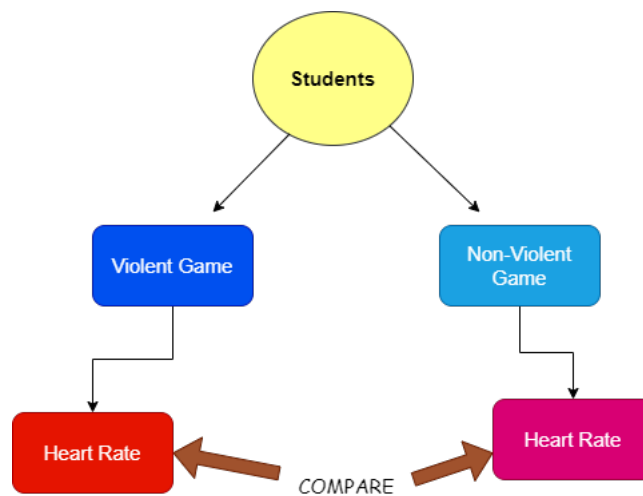 Students
Violent Game
Non-Violent
Game
Heart Rate
Heart Rate
COMPARE